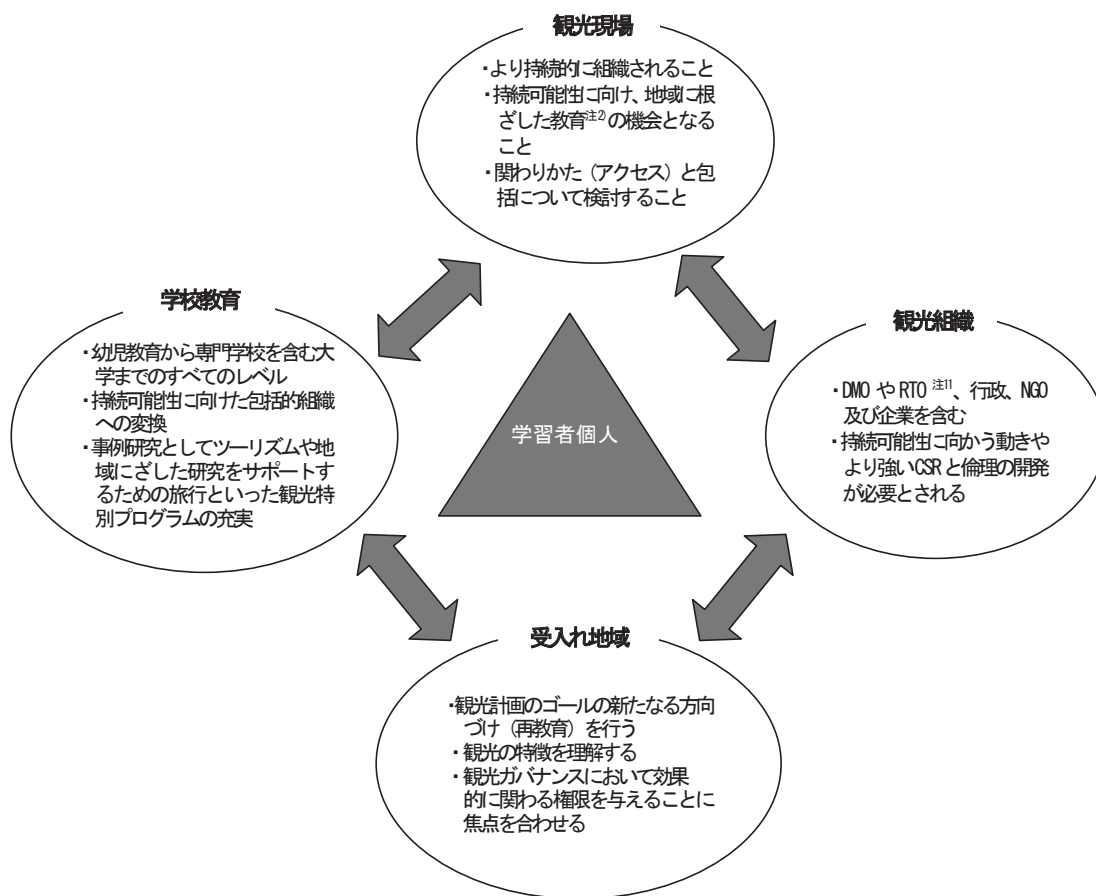 観光現場
・より持続的に組織されること
・持続可能性に向け、地域に根
ざした教育注2)の機会となる
こと
・関わりかた（アクセス）と包
括について検討すること
学校教育
・幼児教育から専門学校を含む大
学までのすべてのレベル
・持続可能性に向けた包括的組織
への変換
・事例研究としてツーリズムや地
域にざした研究をサポートす
るための旅行といった観光特
別プログラムの充実
学習者個人
観光組織
・DMO や RTO 注11、行政、NGO
及び企業を含む
・持続可能性に向かう動きや
より強いCSRと倫理の開発
が必要とされる
受入れ地域
・観光計画のゴールの新たなる方向
づけ（再教育）を行う
・観光の特徴を理解する
・観光ガバナンスにおいて効果
的に関わる権限を与えることに
焦点を合わせる